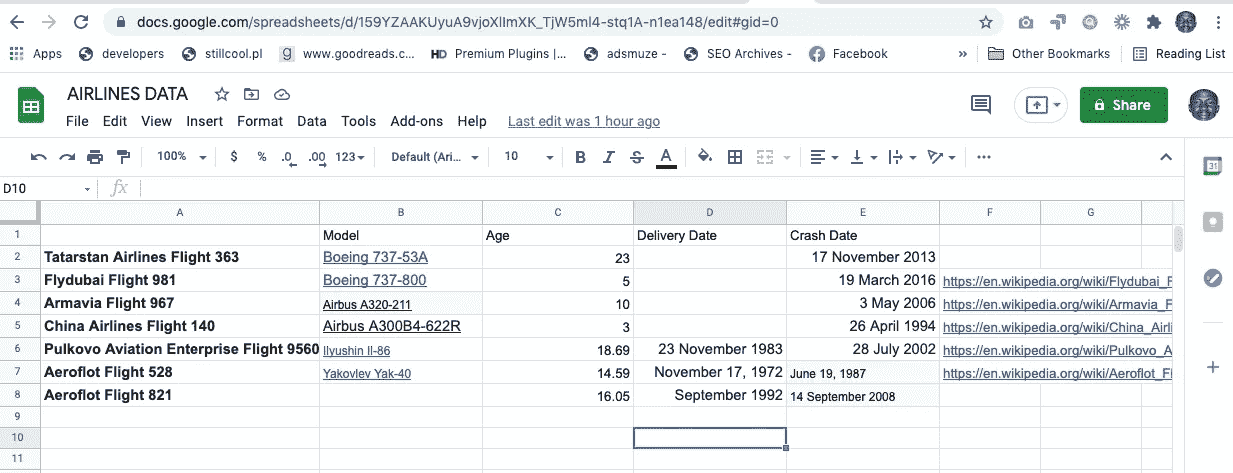 docs.google.com/spreadsheets/d/159YZAAKUyuA9vjoXlImXK_TjW5ml4-stq1A-n1ea148/edit#gid=0
Apps developers stillcool.pl www.goodreads.c... Premium Plugins |... adsmuze - SEO Archives - Facebook » Other Bookmarks Reading List
AIRLINES DATA
File Edit View Insert Format Data Tools Add-ons Help Last edit was 1 hour ago
Share
100% $ % .0 .00 123 Default (Ari... 10 B I S A
31
D10 fx
A B C D E F G
1 Model Age Delivery Date Crash Date
2 Tatarstan Airlines Flight 363 Boeing 737-53A 23 17 November 2013
3 Flydubai Flight 981 Boeing 737-800 5 19 March 2016 https://en.wikipedia.org/wiki/Flydubai_F
4 Armavia Flight 967 Airbus A320-211 10 3 May 2006 https://en.wikipedia.org/wiki/Armavia_F
5 China Airlines Flight 140 Airbus A300B4-622R 3 26 April 1994 https://en.wikipedia.org/wiki/China_Airli
6 Pulkovo Aviation Enterprise Flight 9560 Ilyushin Il-86 18.69 23 November 1983 28 July 2002 https://en.wikipedia.org/wiki/Pulkovo_A
7 Aeroflot Flight 528 Yakovlev Yak-40 14.59 November 17, 1972 June 19, 1987 https://en.wikipedia.org/wiki/Aeroflot_Fl
8 Aeroflot Flight 821 16.05 September 1992 14 September 2008
9
10
11